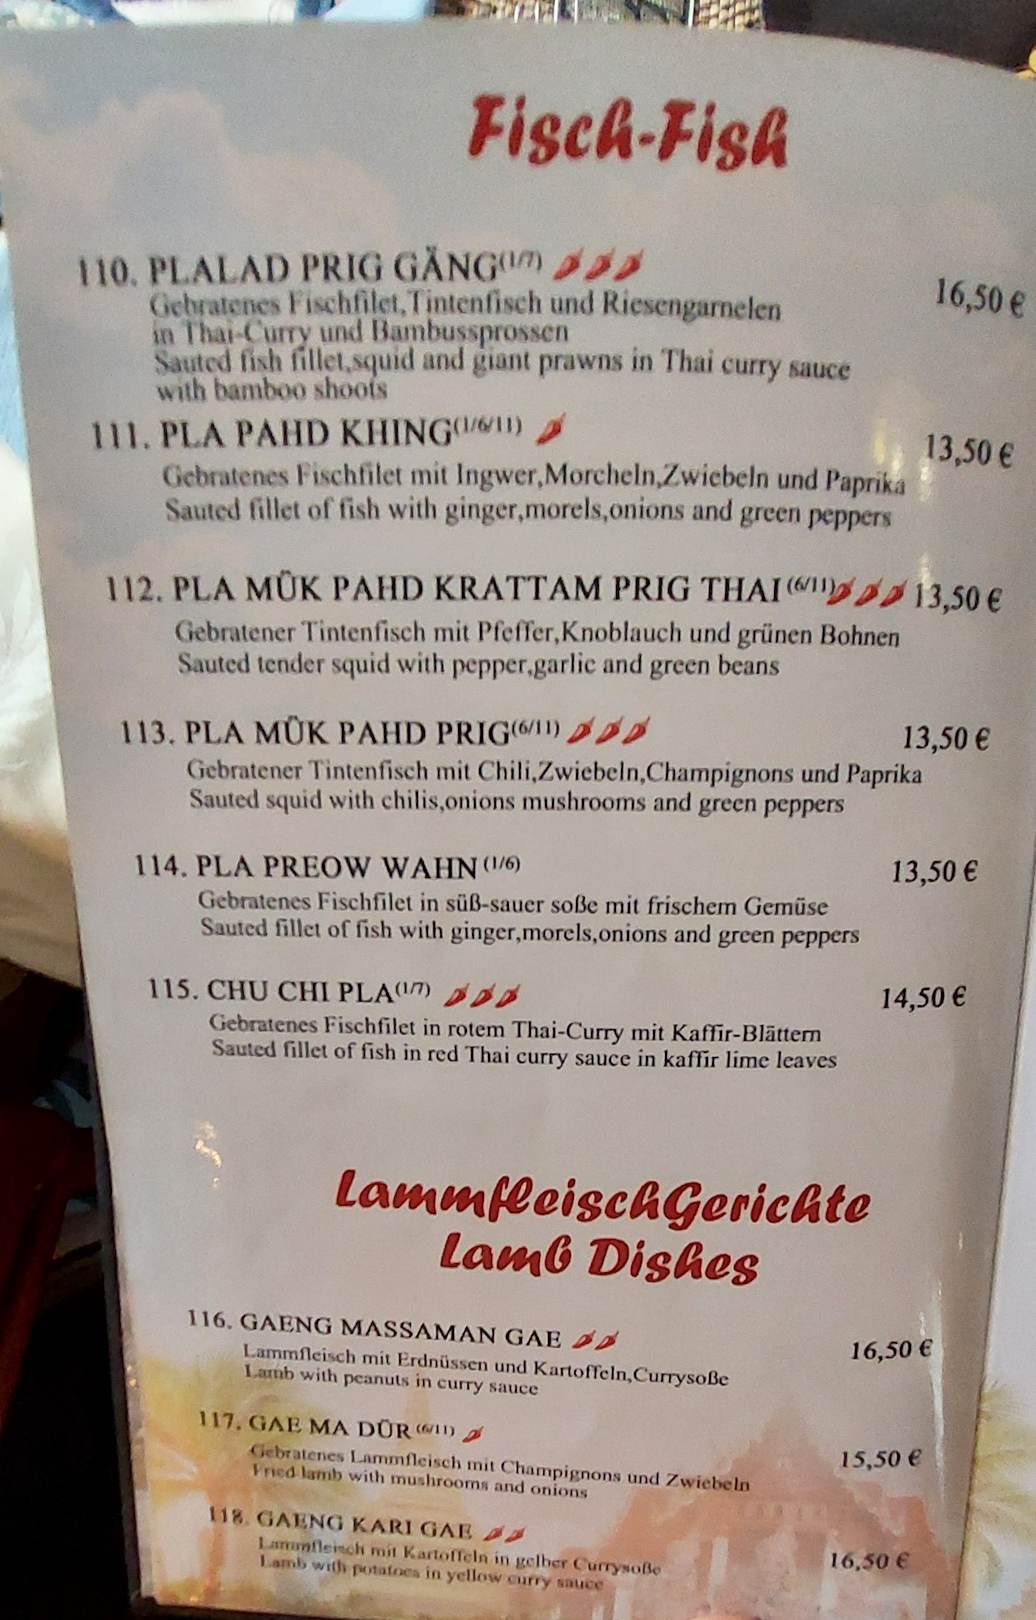 Fisch-Fish
110. PLALAD PRIG GÄNG(1/7)
16,50 €
Gebratenes Fischfilet,Tintenfisch und Riesengarnelen
in Thai-Curry und Bambussprossen
Sauted fish fillet,squid and giant prawns in Thai curry sauce
with bamboo shoots
111. PLA PAHD KHING(1/6/11)
13,50 €
Gebratenes Fischfilet mit Ingwer,Morcheln,Zwiebeln und Paprika
Sauted fillet of fish with ginger,morels,onions and green peppers
112. PLA MÛK PAHD KRATTAM PRIG THAI (6/11) 13,50 €
Gebratener Tintenfisch mit Pfeffer,Knoblauch und grünen Bohnen
Sauted tender squid with pepper,garlic and green beans
113. PLA MÛK PAHD PRIG(6/11)
13,50 €
Gebratener Tintenfisch mit Chili,Zwiebeln,Champignons und Paprika
Sauted squid with chilis,onions mushrooms and green peppers
114. PLA PREOW WAHN (1/6)
13,50 €
Gebratenes Fischfilet in süß-sauer soße mit frischem Gemüse
Sauted fillet of fish with ginger,morels,onions and green peppers
115. CHU CHI PLA(1/7)
14,50 €
Gebratenes Fischfilet in rotem Thai-Curry mit Kaffir-Blättern
Sauted fillet of fish in red Thai curry sauce in kaffir lime leaves
LammfleischGerichte
Lamb Dishes
116. GAENG MASSAMAN GAE
16,50 €
Lammfleisch mit Erdnüssen und Kartoffeln,Currysoße
Lamb with peanuts in curry sauce
117. GAE MA DÜR (6/11)
15,50 €
Gebratenes Lammfleisch mit Champignons und Zwiebeln
Fried lamb with mushrooms and onions
118. GAENG KARI GAE
16,50 €
Lammfleisch mit Kartoffeln in gelber Currysoße
Lamb with potatoes in yellow curry sauce